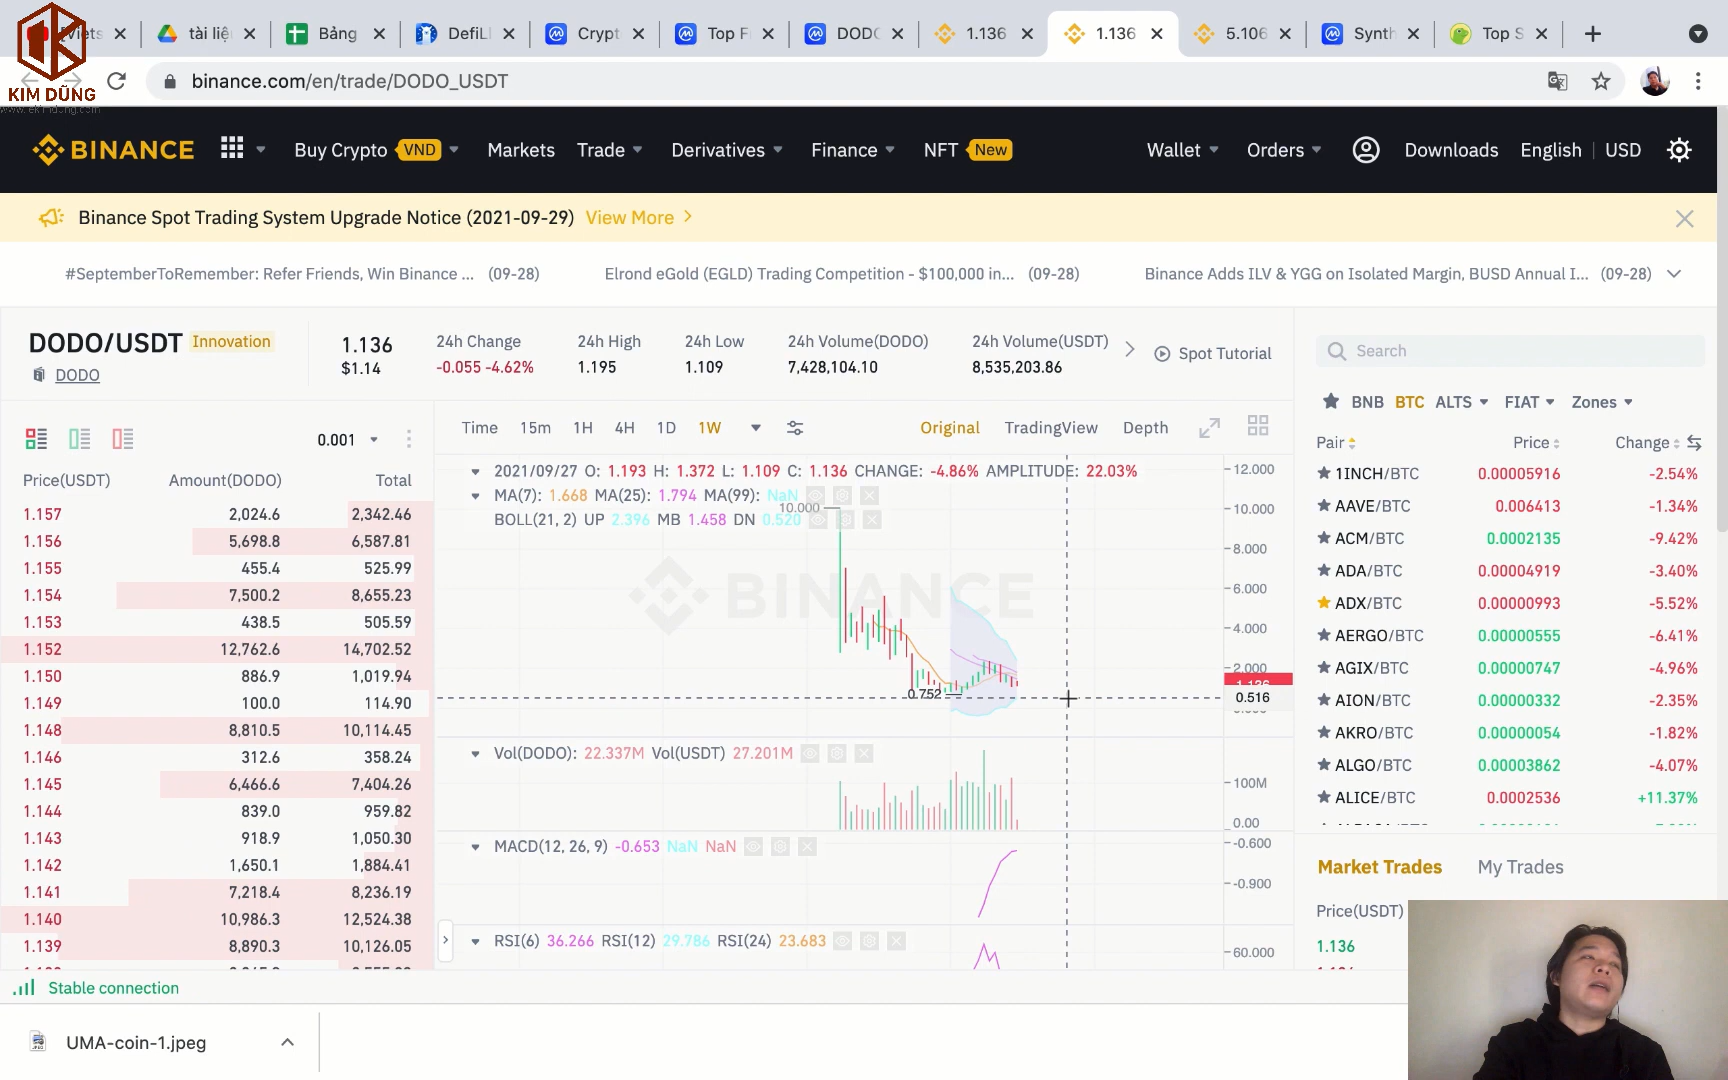 Viets
tài liệ
Bảng
DefiLl
Crypt
Top Fi
DODO
1.136
1.136
5.106
Synth
Top S
KIM DŨNG
binance.com/en/trade/DODO_USDT
BINANCE
Buy Crypto VND
Markets
Trade
Derivatives
Finance
NFT New
Wallet
Orders
Downloads
English
USD
Binance Spot Trading System Upgrade Notice (2021-09-29) View More
#SeptemberToRemember: Refer Friends, Win Binance ... (09-28)
Elrond eGold (EGLD) Trading Competition - $100,000 in... (09-28)
Binance Adds ILV & YGG on Isolated Margin, BUSD Annual I... (09-28)
DODO/USDT Innovation
DODO
1.136
$1.14
24h Change
-0.055 -4.62%
24h High
1.195
24h Low
1.109
24h Volume(DODO)
7,428,104.10
24h Volume(USDT)
8,535,203.86
Spot Tutorial
0.001
Price(USDT) Amount(DODO) Total
1.157 2,024.6 2,342.46
1.156 5,698.8 6,587.81
1.155 455.4 525.99
1.154 7,500.2 8,655.23
1.153 438.5 505.59
1.152 12,762.6 14,702.52
1.150 886.9 1,019.94
1.149 100.0 114.90
1.148 8,810.5 10,114.45
1.146 312.6 358.24
1.145 6,466.6 7,404.26
1.144 839.0 959.82
1.143 918.9 1,050.30
1.142 1,650.1 1,884.41
1.141 7,218.4 8,236.19
1.140 10,986.3 12,524.38
1.139 8,890.3 10,126.05
Time 15m 1H 4H 1D 1W
Original TradingView Depth
2021/09/27 O: 1.193 H: 1.372 L: 1.109 C: 1.136 CHANGE: -4.86% AMPLITUDE: 22.03%
MA(7): 1.668 MA(25): 1.794 MA(99): NaN
BOLL(21, 2) UP 2.396 MB 1.458 DN 0.520
10.000
BINANCE
0.752
12.000
10.000
8.000
6.000
4.000
2.000
1.136
0.516
Vol(DODO): 22.337M Vol(USDT) 27.201M
100M
0.00
MACD(12, 26, 9) -0.653 NaN NaN
-0.600
-0.900
RSI(6) 36.266 RSI(12) 29.786 RSI(24) 23.683
60.000
Search
BNB BTC ALTS FIAT Zones
Pair Price Change
1INCH/BTC 0.00005916 -2.54%
AAVE/BTC 0.006413 -1.34%
ACM/BTC 0.0002135 -9.42%
ADA/BTC 0.00004919 -3.40%
ADX/BTC 0.00000993 -5.52%
AERGO/BTC 0.00000555 -6.41%
AGIX/BTC 0.00000747 -4.96%
AION/BTC 0.00000332 -2.35%
AKRO/BTC 0.00000054 -1.82%
ALGO/BTC 0.00003862 -4.07%
ALICE/BTC 0.0002536 +11.37%
Market Trades My Trades
Price(USDT)
1.136
Stable connection
UMA-coin-1.jpeg